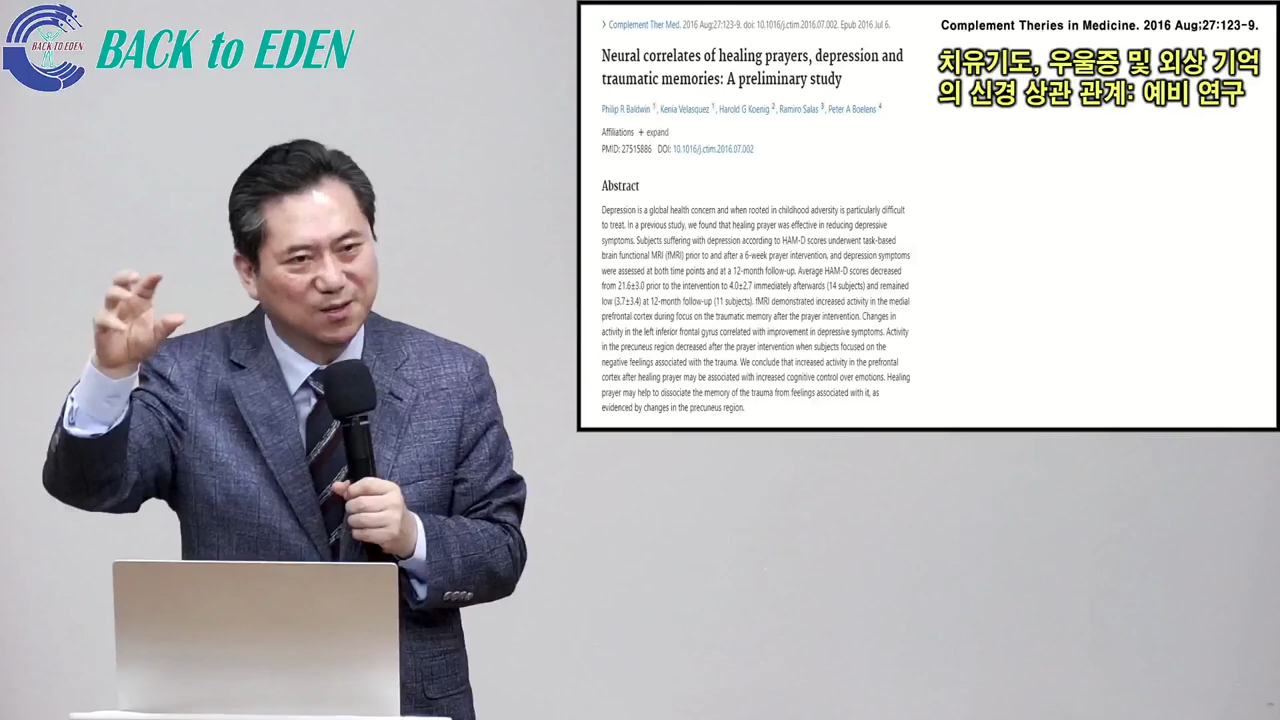 BACK TO EDEN
BACK to EDEN
Complement Ther Med. 2016 Aug;27:123-9. doi: 10.1016/j.ctim.2016.07.002. Epub 2016 Jul 6.
Neural correlates of healing prayers, depression and
traumatic memories: A preliminary study
Philip R Baldwin 1, Kenia Velasquez 1, Harold G Koenig 2, Ramiro Salas 3, Peter A Boelens 4
Affiliations + expand
PMID: 27515886 DOI: 10.1016/j.ctim.2016.07.002
Abstract
Depression is a global health concern and when rooted in childhood adversity is particularly difficult
to treat. In a previous study, we found that healing prayer was effective in reducing depressive
symptoms. Subjects suffering with depression according to HAM-D scores underwent task-based
brain functional MRI (fMRI) prior to and after a 6-week prayer intervention, and depression symptoms
were assessed at both time points and at a 12-month follow-up. Average HAM-D scores decreased
from 21.6±3.0 prior to the intervention to 4.0±2.7 immediately afterwards (14 subjects) and remained
low (3.7±3.4) at 12-month follow-up (11 subjects). fMRI demonstrated increased activity in the medial
prefrontal cortex during focus on the traumatic memory after the prayer intervention. Changes in
activity in the left inferior frontal gyrus correlated with improvement in depressive symptoms. Activity
in the precuneus region decreased after the prayer intervention when subjects focused on the
negative feelings associated with the trauma. We conclude that increased activity in the prefrontal
cortex after healing prayer may be associated with increased cognitive control over emotions. Healing
prayer may help to dissociate the memory of the trauma from feelings associated with it, as
evidenced by changes in the precuneus region.
Complement Theries in Medicine. 2016 Aug;27:123-9.
치유기도, 우울증 및 외상 기억
의 신경 상관 관계: 예비 연구